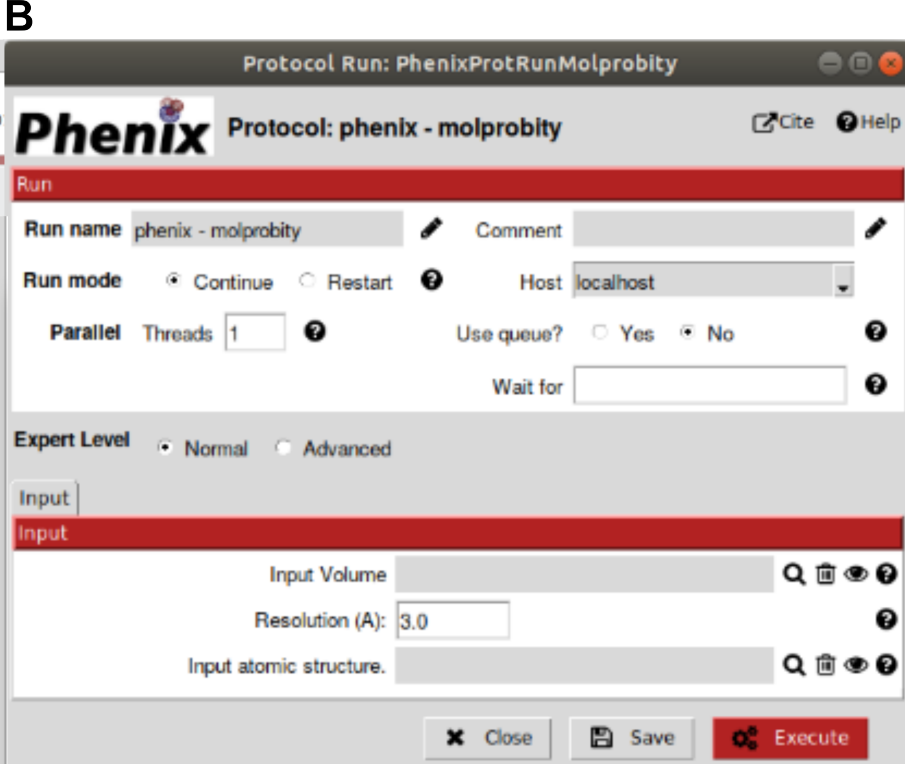 B
Protocol Run: PhenixProtRunMolprobity
Phenix Protocol: phenix - molprobity Cite Help
Run
Run name phenix - molprobity Comment
Run mode Continue Restart Host localhost
Parallel Threads 1 Use queue? Yes No
Wait for
Expert Level Normal Advanced
Input
Input
Input Volume
Resolution (A): 3.0
Input atomic structure.
Close Save Execute